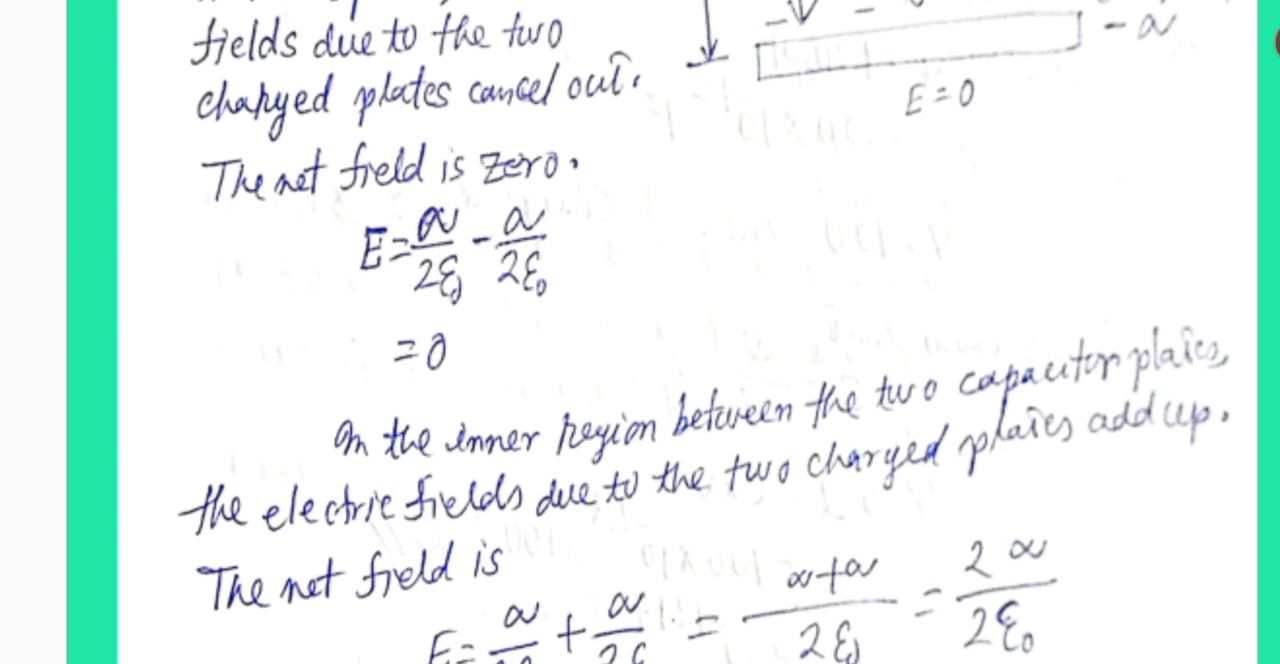 fields due to the two
charged plates cancel out.
- σ
E = 0
The net field is zero.
E = σ/2ε₀ - σ/2ε₀
= 0
In the inner region between the two capacitor plates,
the electric fields due to the two charged plates add up.
The net field is
E = σ/2ε₀ + σ/2ε₀ = σ+σ/2ε₀ = 2σ/2ε₀